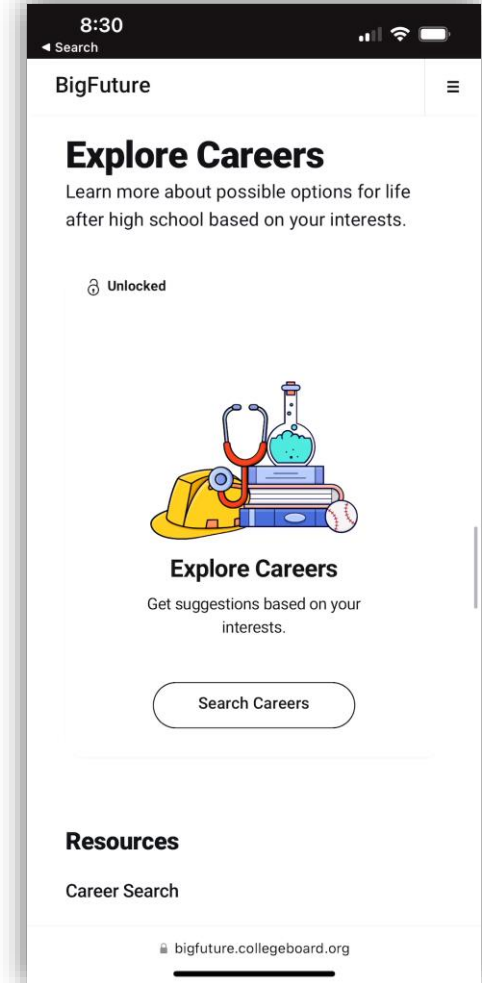 8:30
Search
BigFuture
Explore Careers
Learn more about possible options for life
after high school based on your interests.
Unlocked
Explore Careers
Get suggestions based on your
interests.
Search Careers
Resources
Career Search
bigfuture.collegeboard.org